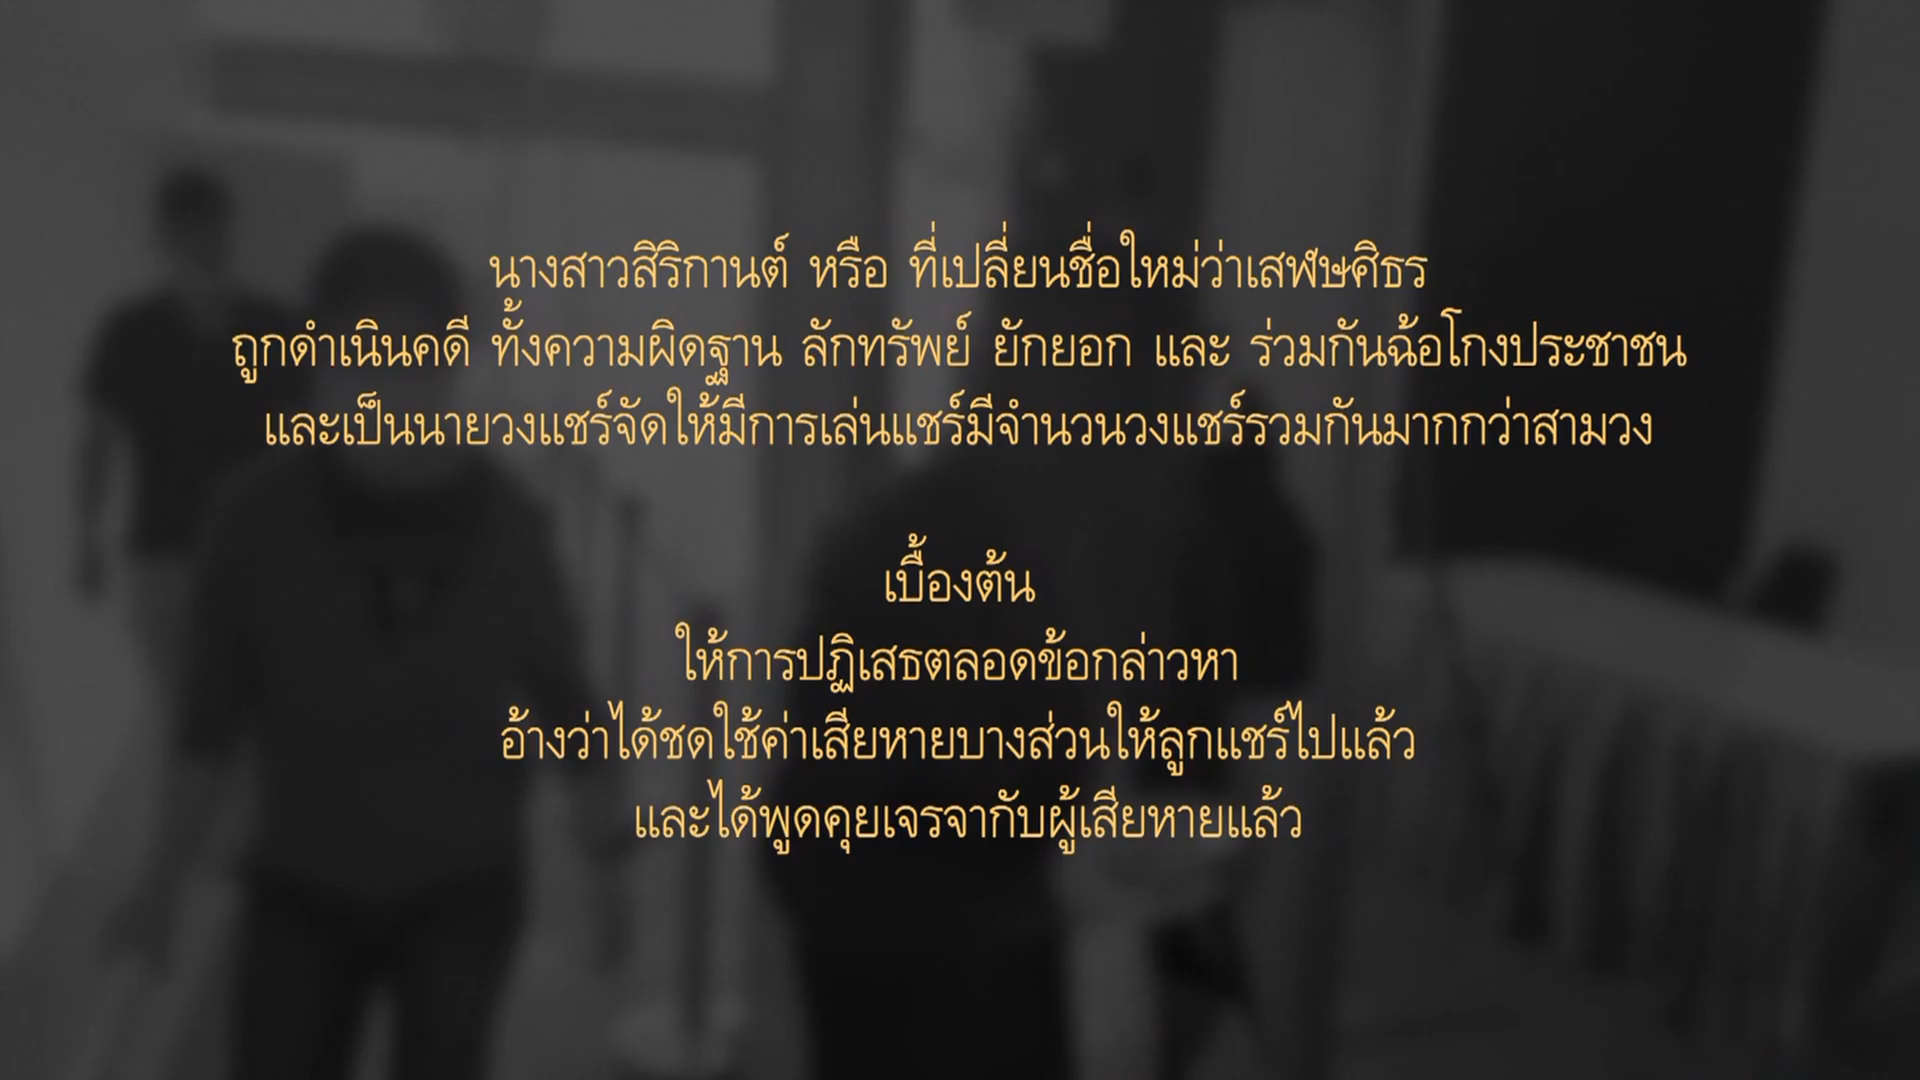 นางสาวสิริกานต์ หรือ ที่เปลี่ยนชื่อใหม่ว่าเสฬษศิธร
ถูกดำเนินคดี ทั้งความผิดฐาน ลักทรัพย์ ยักยอก และ ร่วมกันฉ้อโกงประชาชน
และเป็นนายวงแชร์จัดให้มีการเล่นแชร์มีจำนวนวงแชร์รวมกันมากกว่าสามวง
เบื้องต้น
ให้การปฏิเสธตลอดข้อกล่าวหา
อ้างว่าได้ชดใช้ค่าเสียหายบางส่วนให้ลูกแชร์ไปแล้ว
และได้พูดคุยเจรจากับผู้เสียหายแล้ว